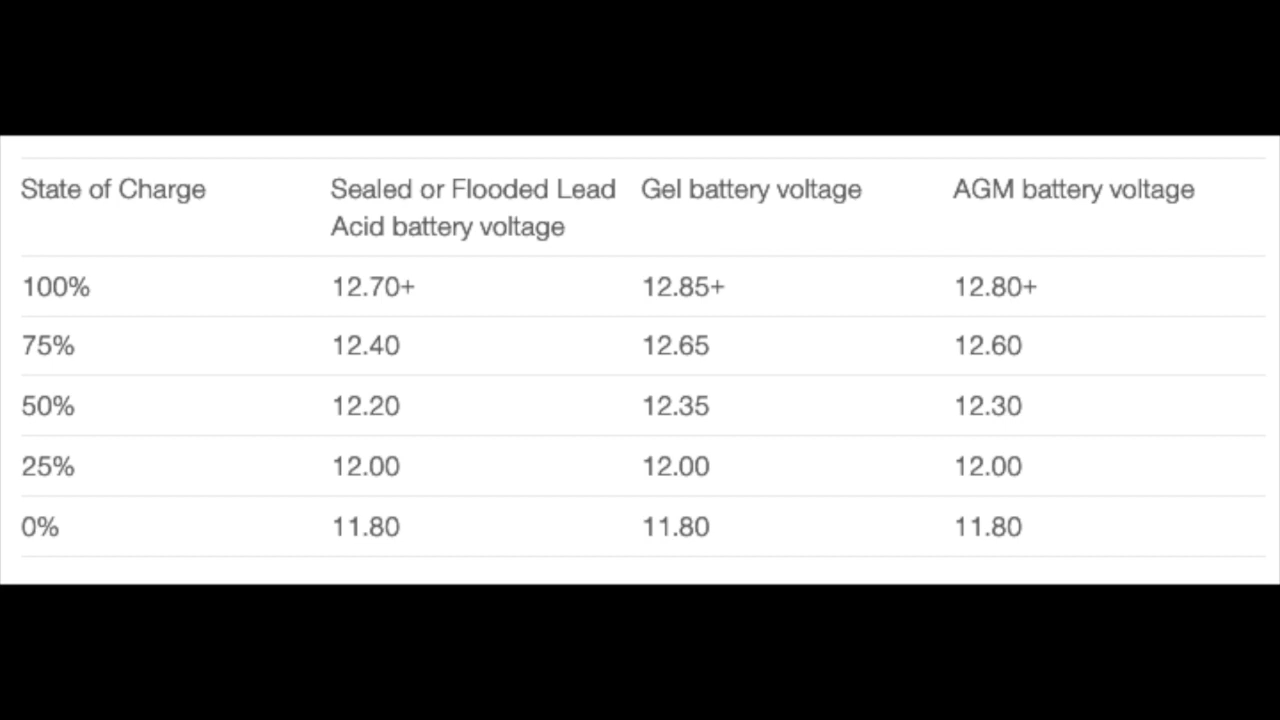 State of Charge Sealed or Flooded Lead Gel battery voltage AGM battery voltage
Acid battery voltage
100% 12.70+ 12.85+ 12.80+
75% 12.40 12.65 12.60
50% 12.20 12.35 12.30
25% 12.00 12.00 12.00
0% 11.80 11.80 11.80